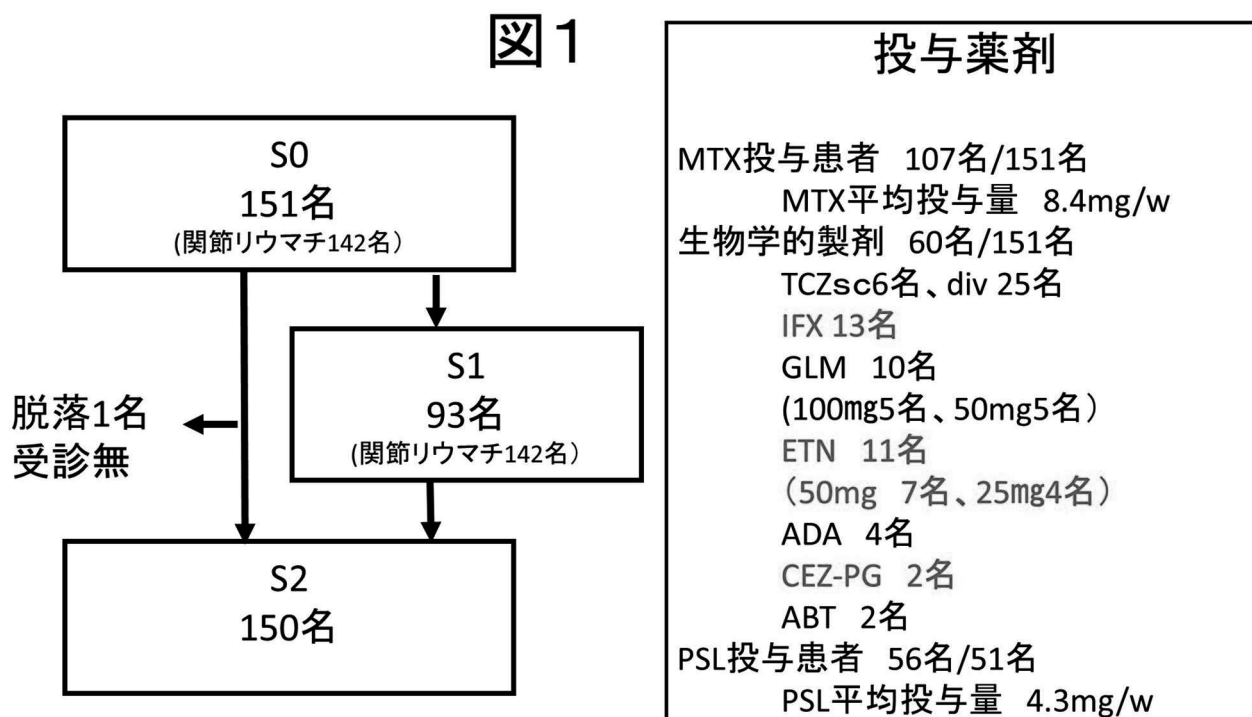 図1
S0
151名
(関節リウマチ142名）
S1
93名
(関節リウマチ142名）
脱落1名
受診無
S2
150名
投与薬剤
MTX投与患者 107名/151名
MTX平均投与量 8.4mg/w
生物学的製剤 60名/151名
TCZsc6名、div 25名
IFX 13名
GLM 10名
(100㎎5名、50mg5名）
ETN 11名
（50mg 7名、25㎎4名）
ADA 4名
CEZ-PG 2名
ABT 2名
PSL投与患者 56名/51名
PSL平均投与量 4.3mg/w